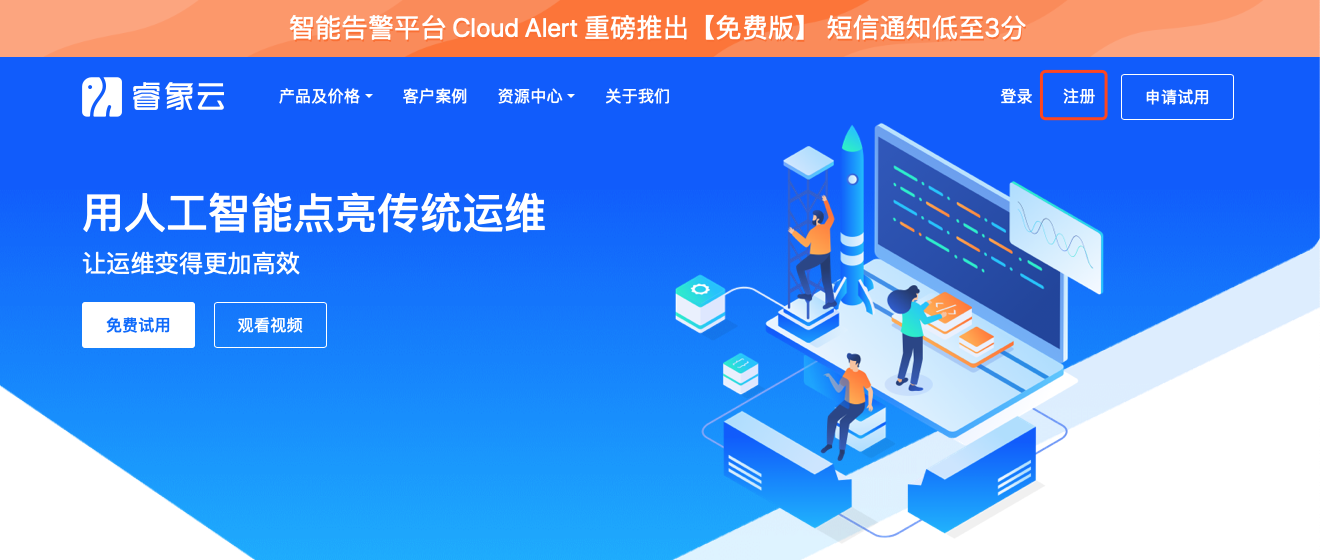 智能告警平台 Cloud Alert 重磅推出【免费版】 短信通知低至3分
睿象云 产品及价格 客户案例 资源中心 关于我们 登录 注册 申请试用
用人工智能点亮传统运维
让运维变得更加高效
免费试用 观看视频